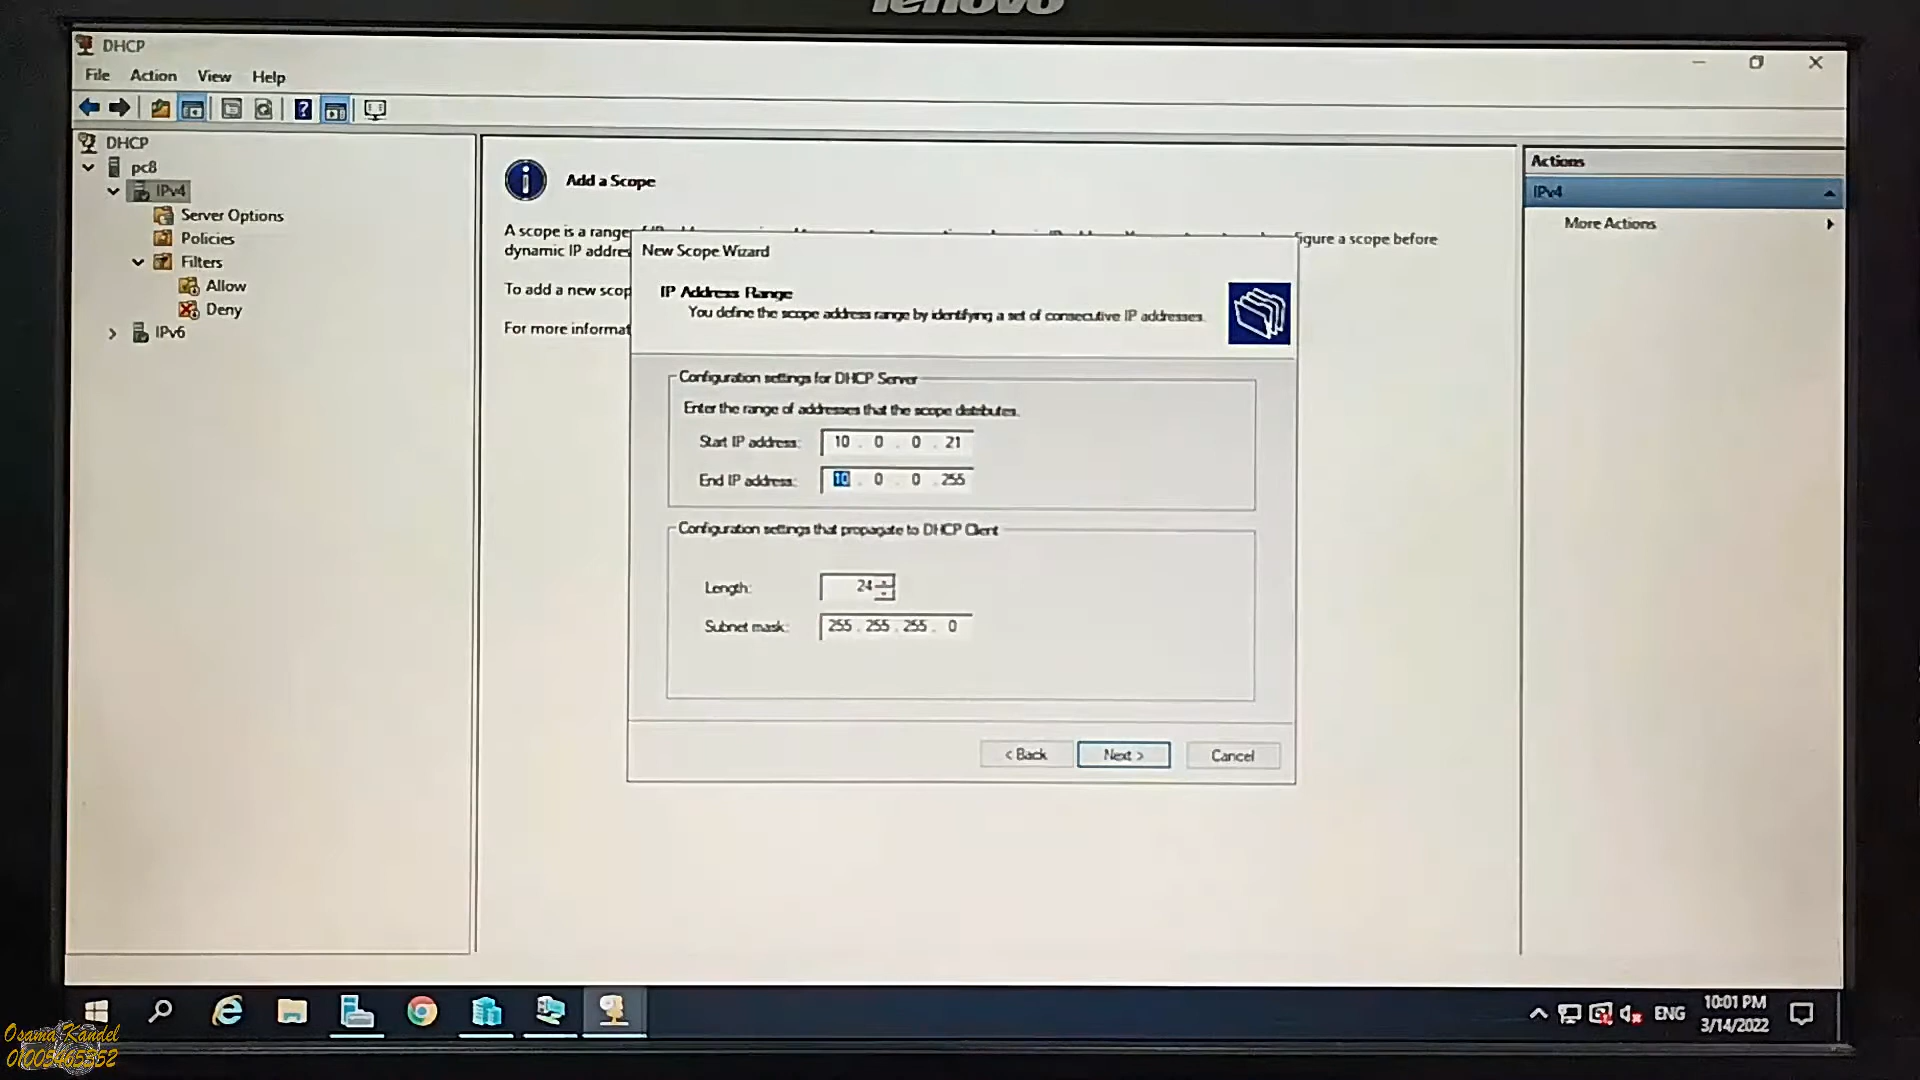 lenovo
DHCP
File Action View Help
DHCP
pc8
IPv4
Server Options
Policies
Filters
Allow
Deny
IPv6
Add a Scope
A scope is a range
figure a scope before
dynamic IP addres
To add a new scop
For more informat
New Scope Wizard
IP Address Range
You define the scope address range by identifying a set of consecutive IP addresses.
Configuration settings for DHCP Server
Enter the range of addresses that the scope distributes.
Start IP address: 10 . 0 . 0 . 21
End IP address: 10 . 0 . 0 . 255
Configuration settings that propagate to DHCP Client
Length: 24
Subnet mask: 255 . 255 . 255 . 0
< Back Next > Cancel
Actions
IPv4
More Actions
ENG
10:01 PM
3/14/2022
Osama Kandel